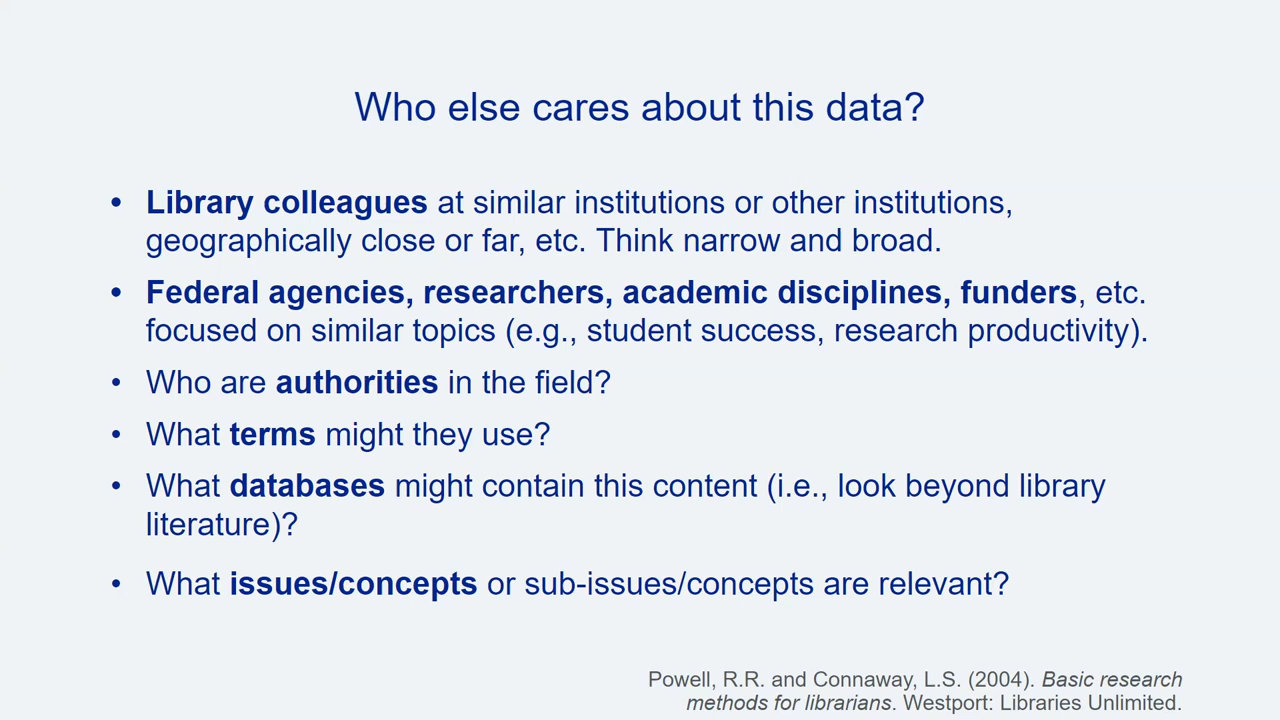 Who else cares about this data?
• Library colleagues at similar institutions or other institutions,
geographically close or far, etc. Think narrow and broad.
• Federal agencies, researchers, academic disciplines, funders, etc.
focused on similar topics (e.g., student success, research productivity).
• Who are authorities in the field?
• What terms might they use?
• What databases might contain this content (i.e., look beyond library
literature)?
• What issues/concepts or sub-issues/concepts are relevant?
Powell, R.R. and Connaway, L.S. (2004). Basic research
methods for librarians. Westport: Libraries Unlimited.